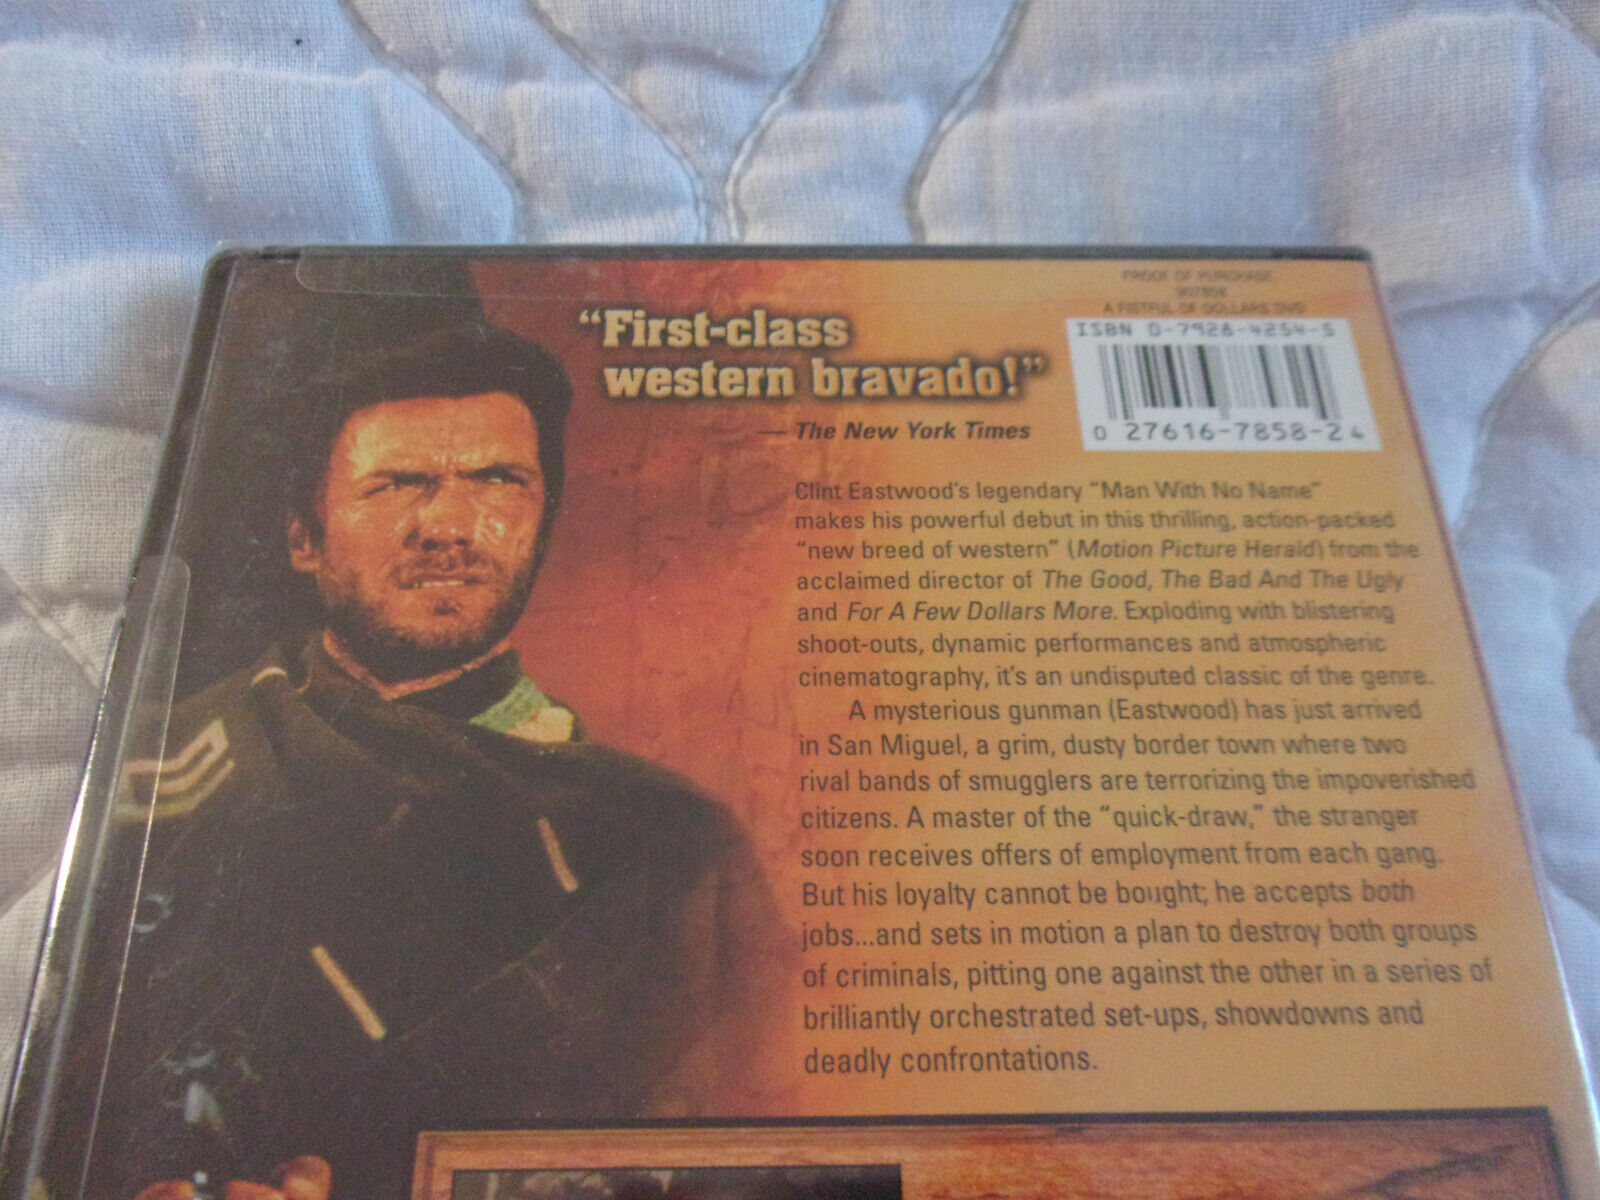 PROOF OF PURCHASE
907858
A FISTFUL OF DOLLARS DVD
ISBN 0-7928-4254-5
0 27616-7858-2 4
“First-class
western bravado!”
— The New York Times
Clint Eastwood's legendary “Man With No Name”
makes his powerful debut in this thrilling, action-packed
“new breed of western” (Motion Picture Herald) from the
acclaimed director of The Good, The Bad And The Ugly
and For A Few Dollars More. Exploding with blistering
shoot-outs, dynamic performances and atmospheric
cinematography, it's an undisputed classic of the genre.
A mysterious gunman (Eastwood) has just arrived
in San Miguel, a grim, dusty border town where two
rival bands of smugglers are terrorizing the impoverished
citizens. A master of the “quick-draw,” the stranger
soon receives offers of employment from each gang.
But his loyalty cannot be bought; he accepts both
jobs...and sets in motion a plan to destroy both groups
of criminals, pitting one against the other in a series of
brilliantly orchestrated set-ups, showdowns and
deadly confrontations.